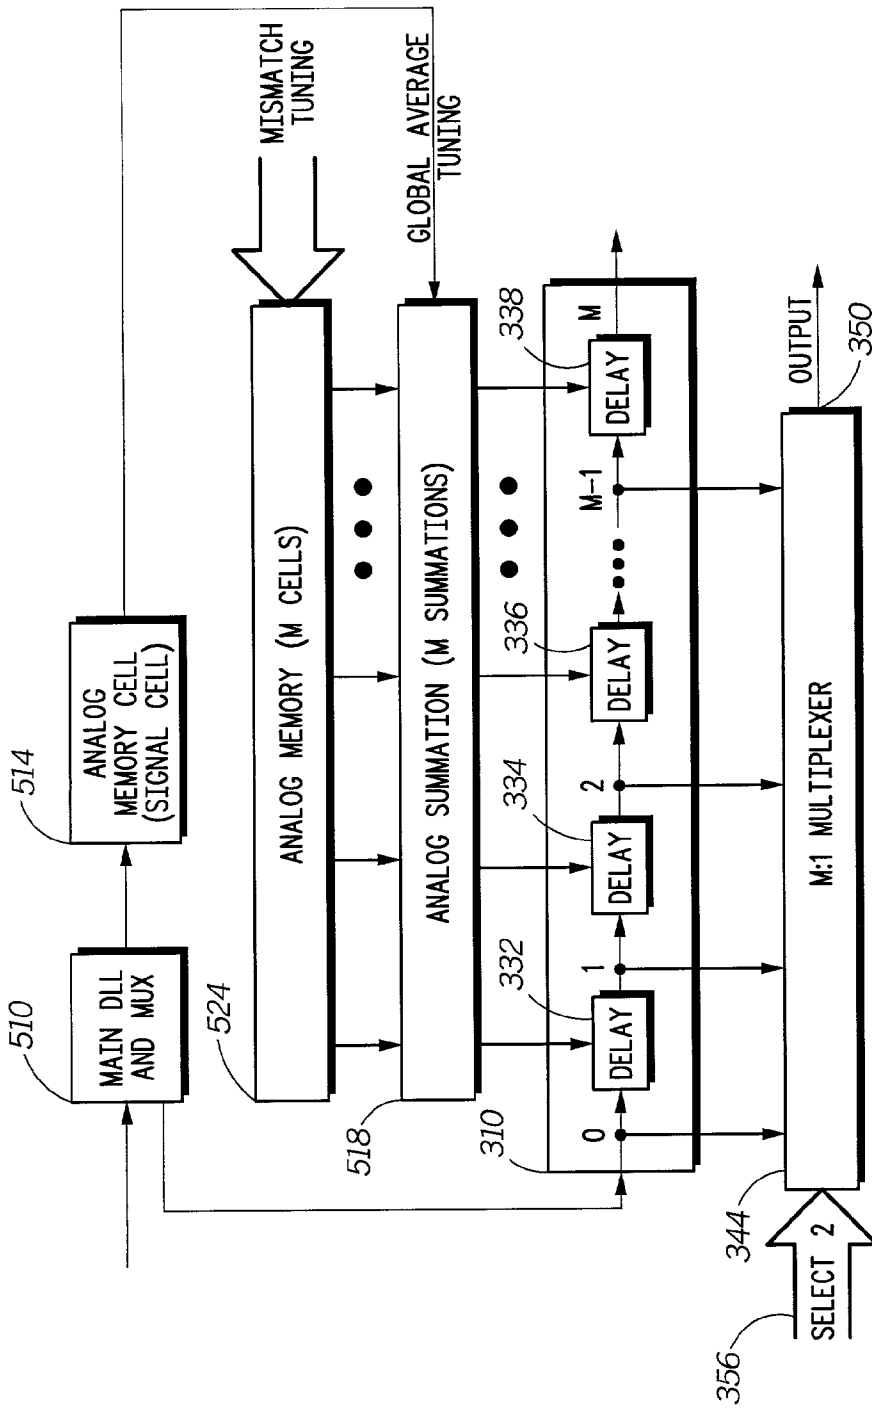 510
MAIN DLL
AND MUX
514
ANALOG
MEMORY CELL
(SIGNAL CELL)
524
ANALOG MEMORY (M CELLS)
MISMATCH
TUNING
518
ANALOG SUMMATION (M SUMMATIONS)
GLOBAL AVERAGE
TUNING
310
332
334
336
338
0
DELAY
1
DELAY
2
DELAY
M-1
DELAY
M
344
M:1 MULTIPLEXER
OUTPUT
350
356
SELECT 2